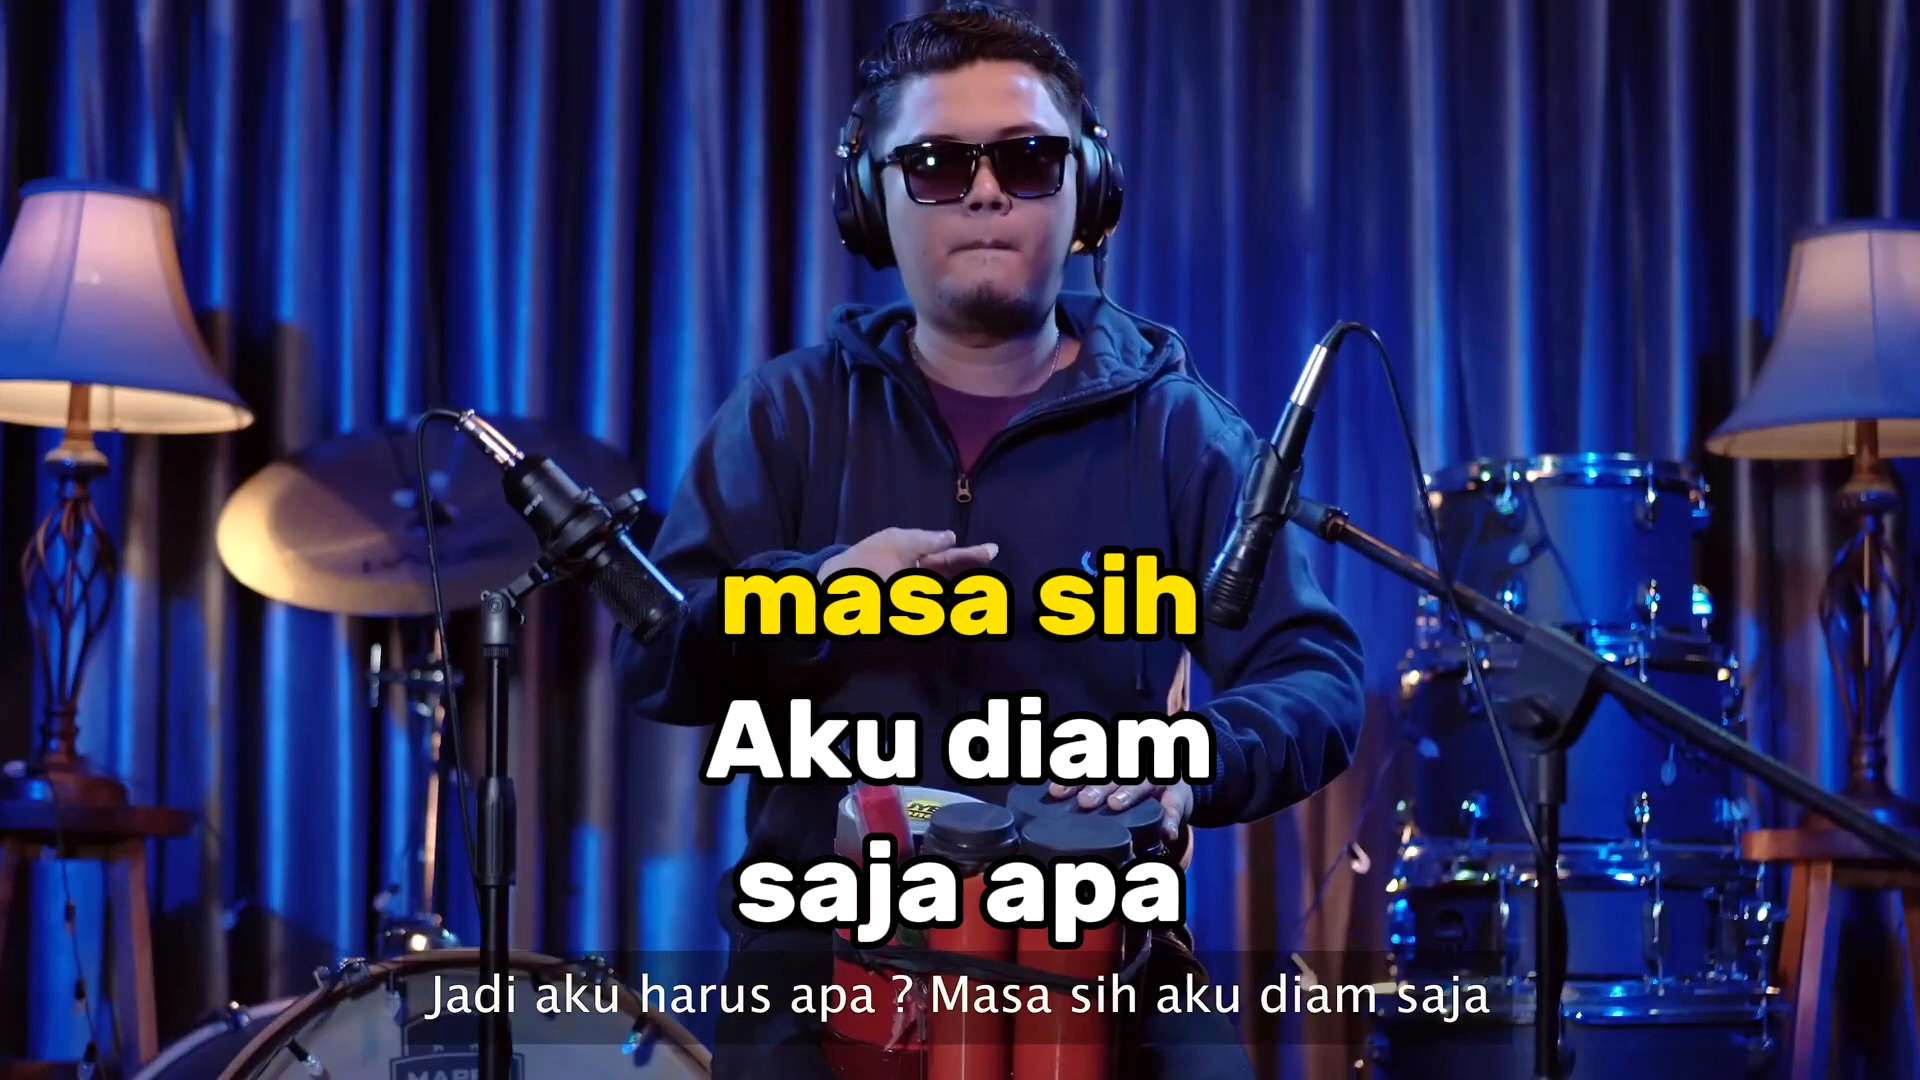 masa sih
Aku diam
saja apa
Jadi aku harus apa ? Masa sih aku diam saja